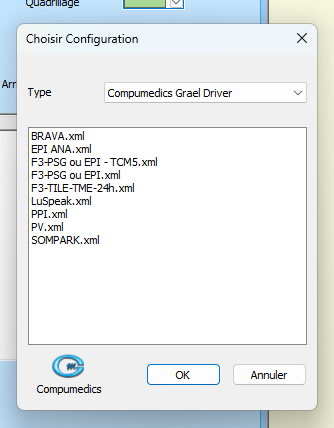 Quadrillage
Choisir Configuration
Arr
Type
Compumedics Grael Driver
BRAVA.xml
EPI ANA.xml
F3-PSG ou EPI - TCM5.xml
F3-PSG ou EPI.xml
F3-TILE-TME-24h.xml
LuSpeak.xml
PPI.xml
PV.xml
SOMPARK.xml
Compumedics
OK
Annuler